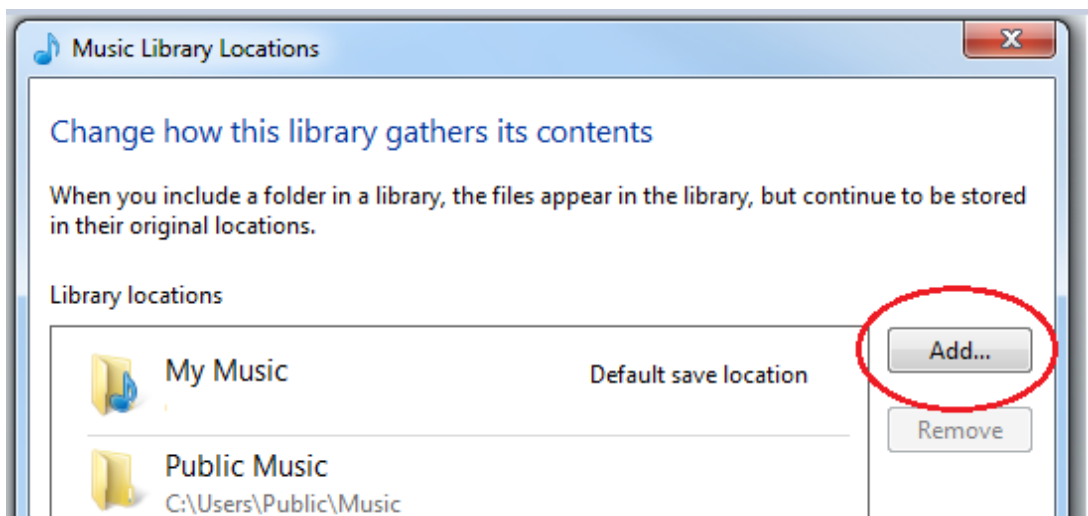 Music Library Locations
X
Change how this library gathers its contents
When you include a folder in a library, the files appear in the library, but continue to be stored
in their original locations.
Library locations
My Music Default save location
Add...
Remove
Public Music
C:\Users\Public\Music